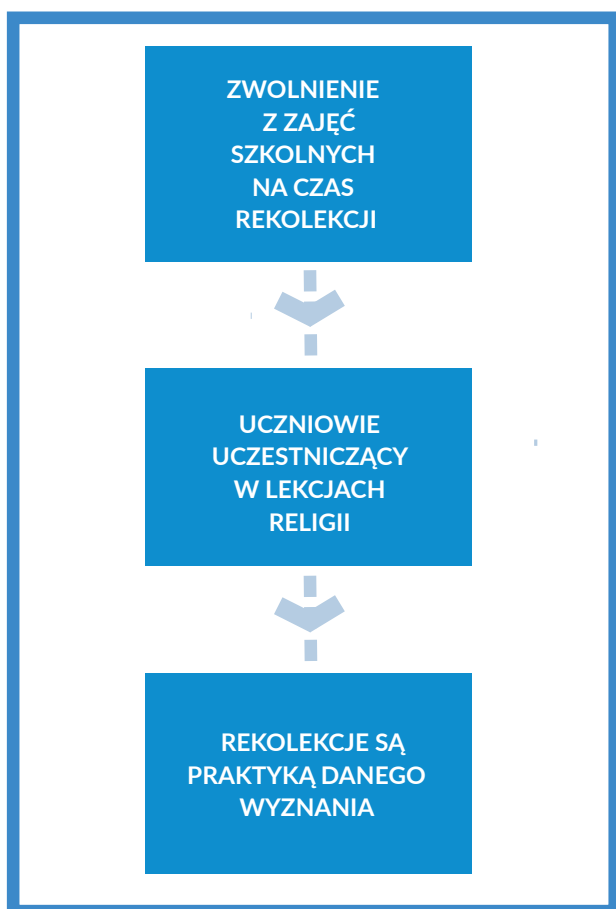 ZWOLNIENIE
Z ZAJĘĆ
SZKOLNYCH
NA CZAS
REKOLEKCJI
UCZNIOWIE
UCZESTNICZĄCY
W LEKCJACH
RELIGII
REKOLEKCJE SĄ
PRAKTYKĄ DANEGO
WYZNANIA